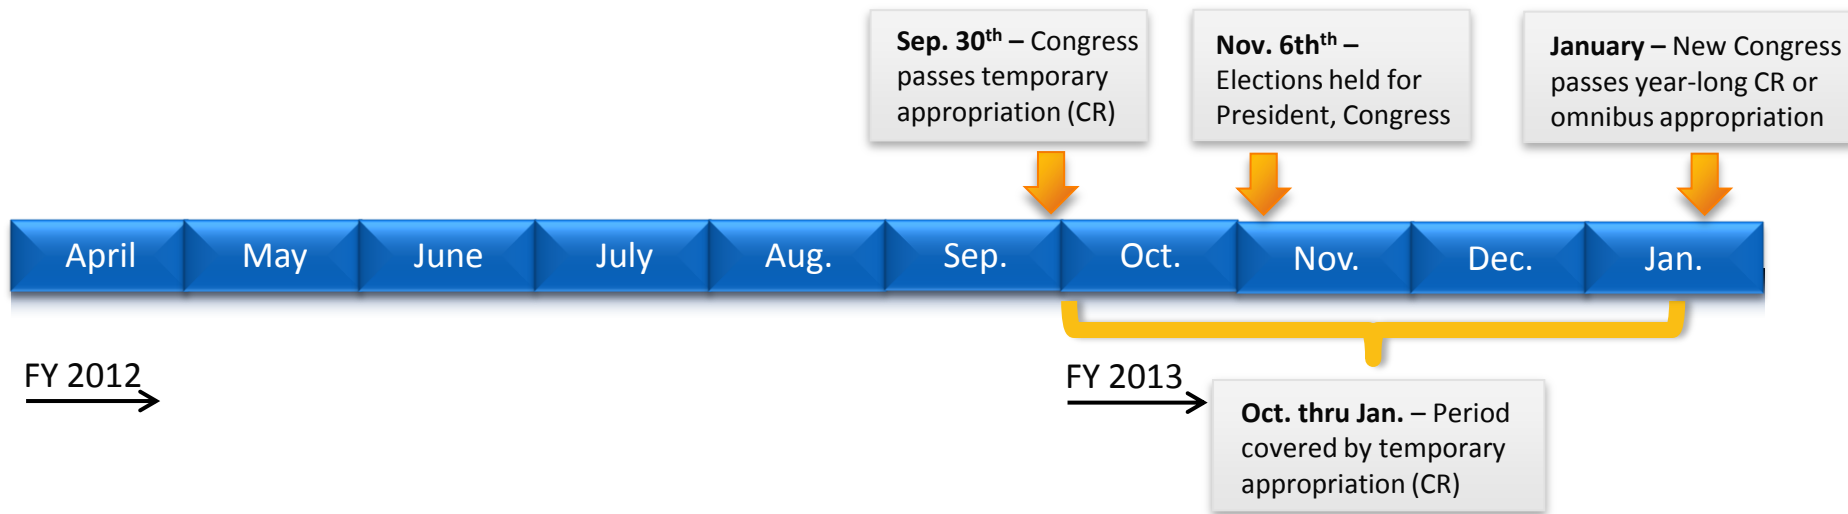 Sep. 30th – Congress
passes temporary
appropriation (CR)
Nov. 6thth –
Elections held for
President, Congress
January – New Congress
passes year-long CR or
omnibus appropriation
April
May
June
July
Aug.
Sep.
Oct.
Nov.
Dec.
Jan.
FY 2012
FY 2013
Oct. thru Jan. – Period
covered by temporary
appropriation (CR)